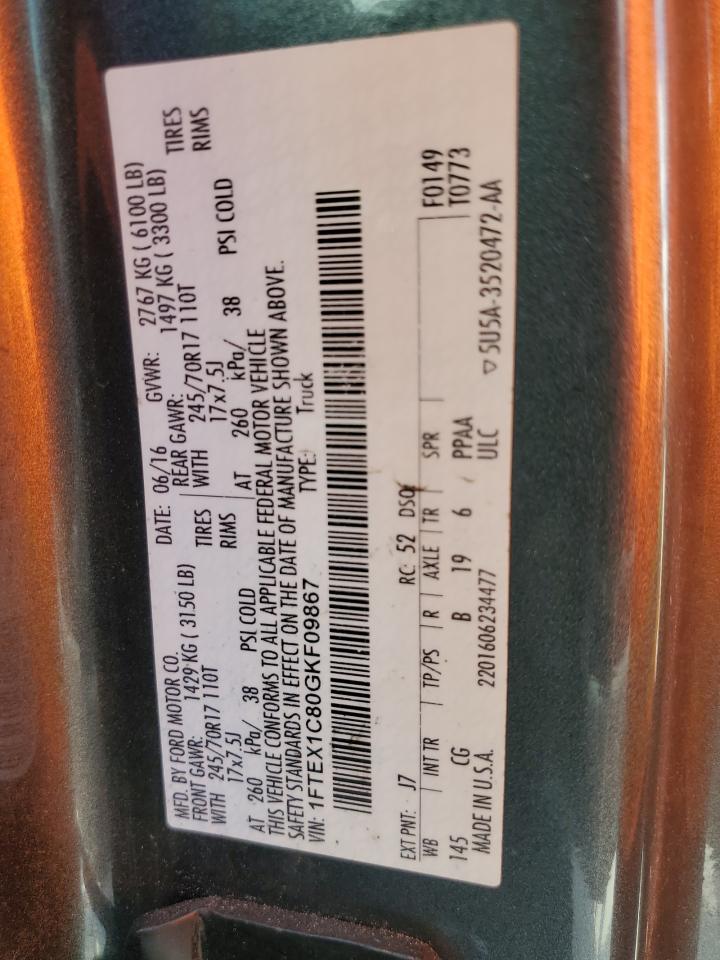 MFD. BY FORD MOTOR CO. DATE: 06/16 GVWR: 2767 KG ( 6100 LB)
FRONT GAWR: 1429 KG ( 3150 LB) REAR GAWR: 1497 KG ( 3300 LB)
WITH 245/70R17 110T TIRES WITH 245/70R17 110T TIRES
17x7.5J RIMS 17x7.5J RIMS
AT 260 kPa/ 38 PSI COLD AT 260 kPa/ 38 PSI COLD
THIS VEHICLE CONFORMS TO ALL APPLICABLE FEDERAL MOTOR VEHICLE
SAFETY STANDARDS IN EFFECT ON THE DATE OF MANUFACTURE SHOWN ABOVE.
VIN: 1FTEX1C80GKF09867 TYPE: Truck
EXT PNT: J7 RC: 52 F0149
WB INT TR TP/PS R AXLE TR SPR T0773
145 CG B 19 6 PPAA
MADE IN U.S.A. 2201606234477 ULC ▽5U5A-3520472-AA